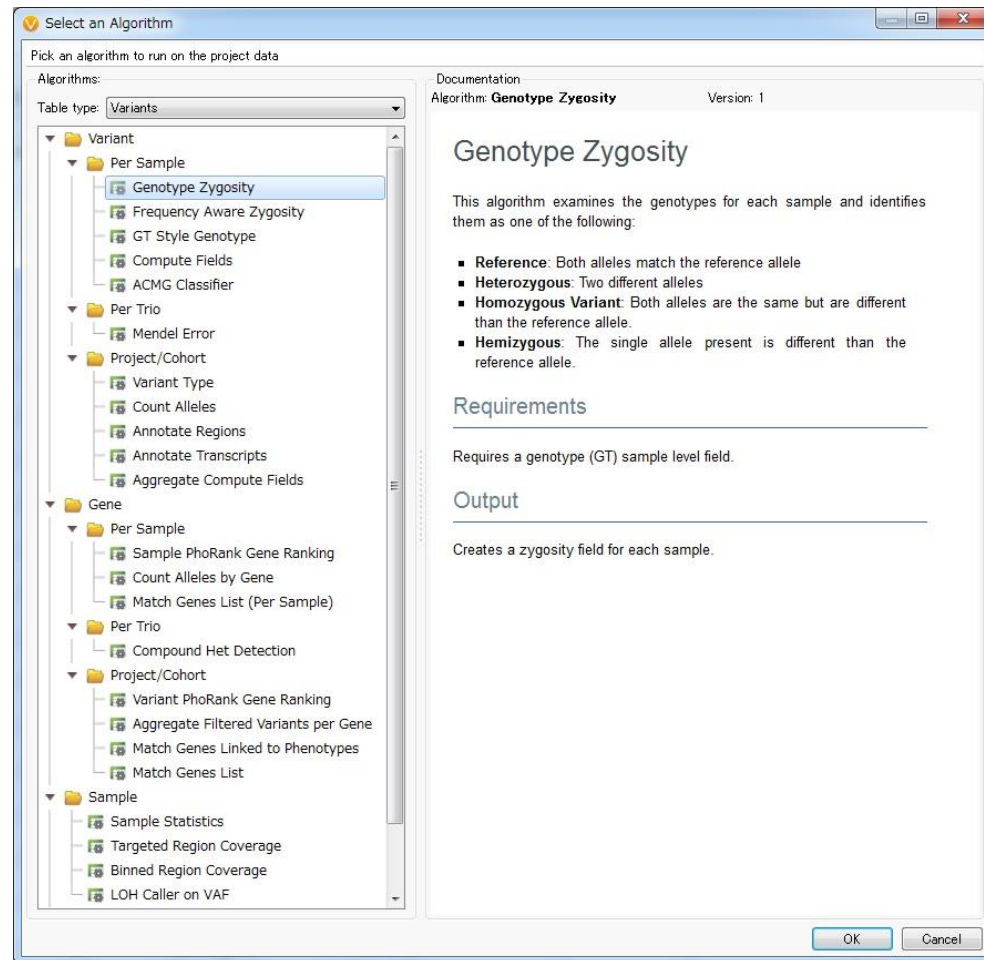 Select an Algorithm
Pick an algorithm to run on the project data
Algorithms:
Table type: Variants
Variant
Per Sample
Genotype Zygosity
Frequency Aware Zygosity
GT Style Genotype
Compute Fields
ACMG Classifier
Per Trio
Mendel Error
Project/Cohort
Variant Type
Count Alleles
Annotate Regions
Annotate Transcripts
Aggregate Compute Fields
Gene
Per Sample
Sample PhoRank Gene Ranking
Count Alleles by Gene
Match Genes List (Per Sample)
Per Trio
Compound Het Detection
Project/Cohort
Variant PhoRank Gene Ranking
Aggregate Filtered Variants per Gene
Match Genes Linked to Phenotypes
Match Genes List
Sample
Sample Statistics
Targeted Region Coverage
Binned Region Coverage
LOH Caller on VAF
Documentation
Algorithm: Genotype Zygosity Version: 1
Genotype Zygosity
This algorithm examines the genotypes for each sample and identifies
them as one of the following:
Reference: Both alleles match the reference allele
Heterozygous: Two different alleles
Homozygous Variant: Both alleles are the same but are different
than the reference allele.
Hemizygous: The single allele present is different than the
reference allele.
Requirements
Requires a genotype (GT) sample level field.
Output
Creates a zygosity field for each sample.
OK Cancel